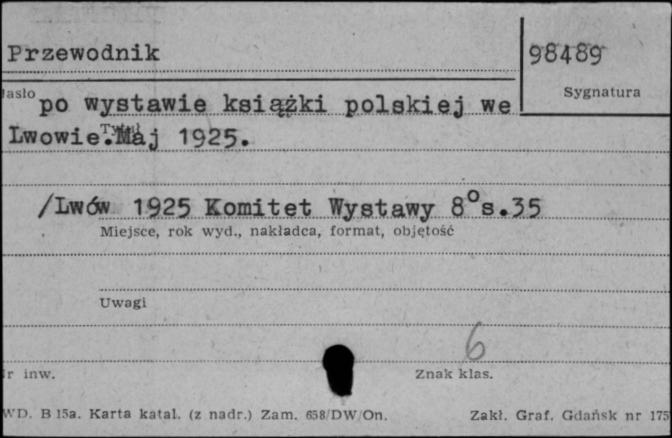 Przewodnik
98489
asło
Sygnatura
po wystawie książki polskiej we
Lwowie. Maj 1925.
Tytuł
/Lwów 1925 Komitet Wystawy 8° s.35
Miejsce, rok wyd., nakładca, format, objętość
Uwagi
6
r inw.
Znak klas.
WD. B 15a. Karta katal. (z nadr.) Zam. 658/DW/On.
Zakł. Graf. Gdańsk nr 175